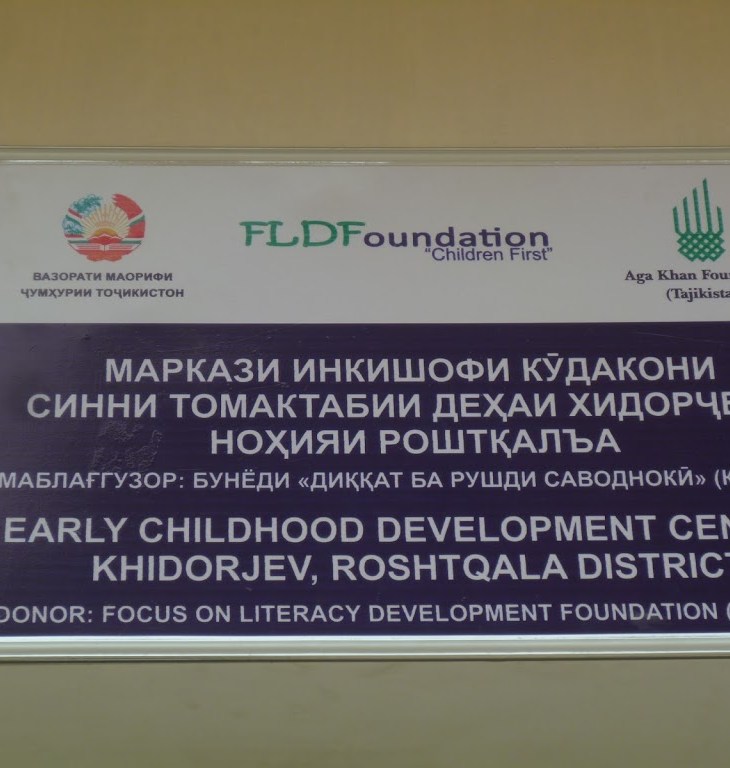 ВАЗОРАТИ МАОРИФИ
ҶУМҲУРИИ ТОҶИКИСТОН
FLDFoundation
"Children First"
Aga Khan Foun
(Tajikista
МАРКАЗИ ИНКИШОФИ КӮДАКОНИ
СИННИ ТОМАКТАБИИ ДЕҲАИ ХИДОРҶЕ
НОҲИЯИ РОШТҚАЛЪА
МАБЛАҒГУЗОР: БУНЁДИ «ДИҚҚАТ БА РУШДИ САВОДНОКӢ» (К
EARLY CHILDHOOD DEVELOPMENT CEN
KHIDORJEV, ROSHTQALA DISTRICT
DONOR: FOCUS ON LITERACY DEVELOPMENT FOUNDATION (